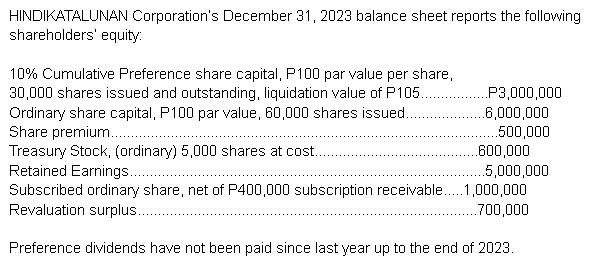 HINDIKATALUNAN Corporation's December 31, 2023 balance sheet reports the following
shareholders' equity:
10% Cumulative Preference share capital, P100 par value per share,
30,000 shares issued and outstanding, liquidation value of P105.................P3,000,000
Ordinary share capital, P100 par value, 60,000 shares issued....................6,000,000
Share premium...............................................................................................500,000
Treasury Stock, (ordinary) 5,000 shares at cost........................................600,000
Retained Earnings.......................................................................................5,000,000
Subscribed ordinary share, net of P400,000 subscription receivable.....1,000,000
Revaluation surplus....................................................................................700,000
Preference dividends have not been paid since last year up to the end of 2023.